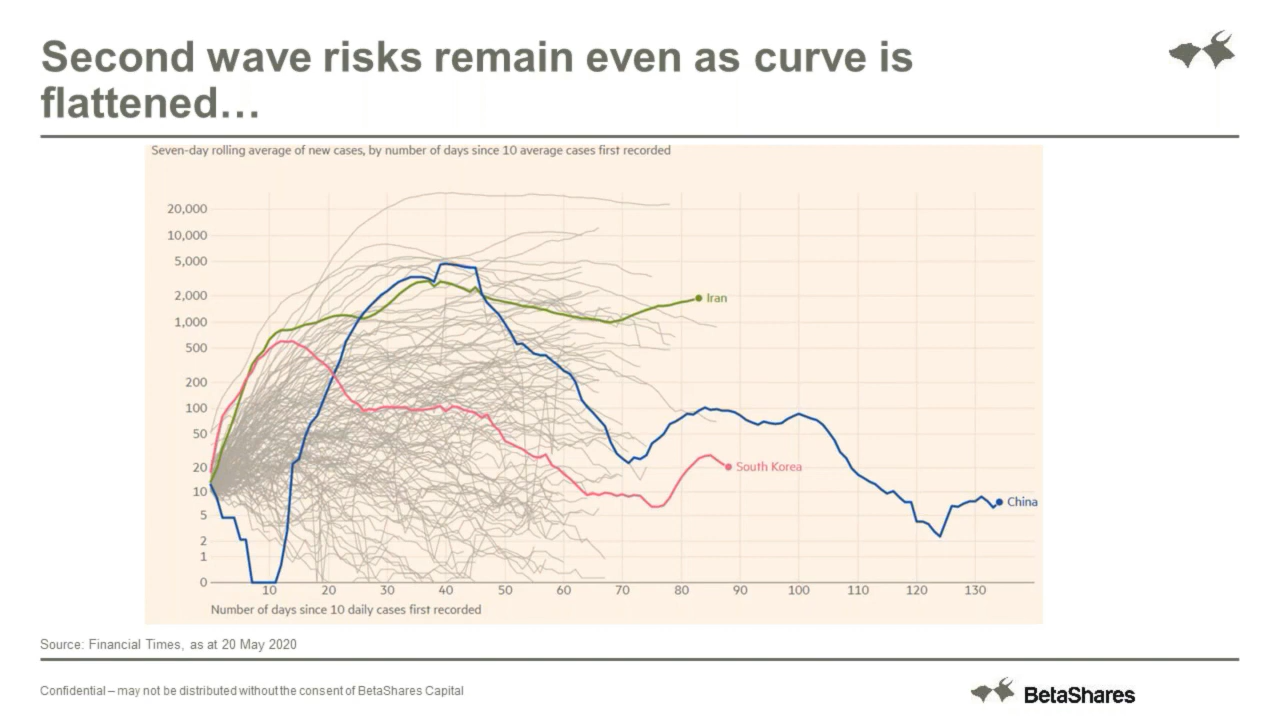 Second wave risks remain even as curve is
flattened…
Seven-day rolling average of new cases, by number of days since 10 average cases first recorded
20,000
10,000
5,000
2,000
1,000
500
200
100
50
20
10
5
2
1
0
Iran
South Korea
China
10 20 30 40 50 60 70 80 90 100 110 120 130
Number of days since 10 daily cases first recorded
Source: Financial Times, as at 20 May 2020
Confidential – may not be distributed without the consent of BetaShares Capital
BetaShares